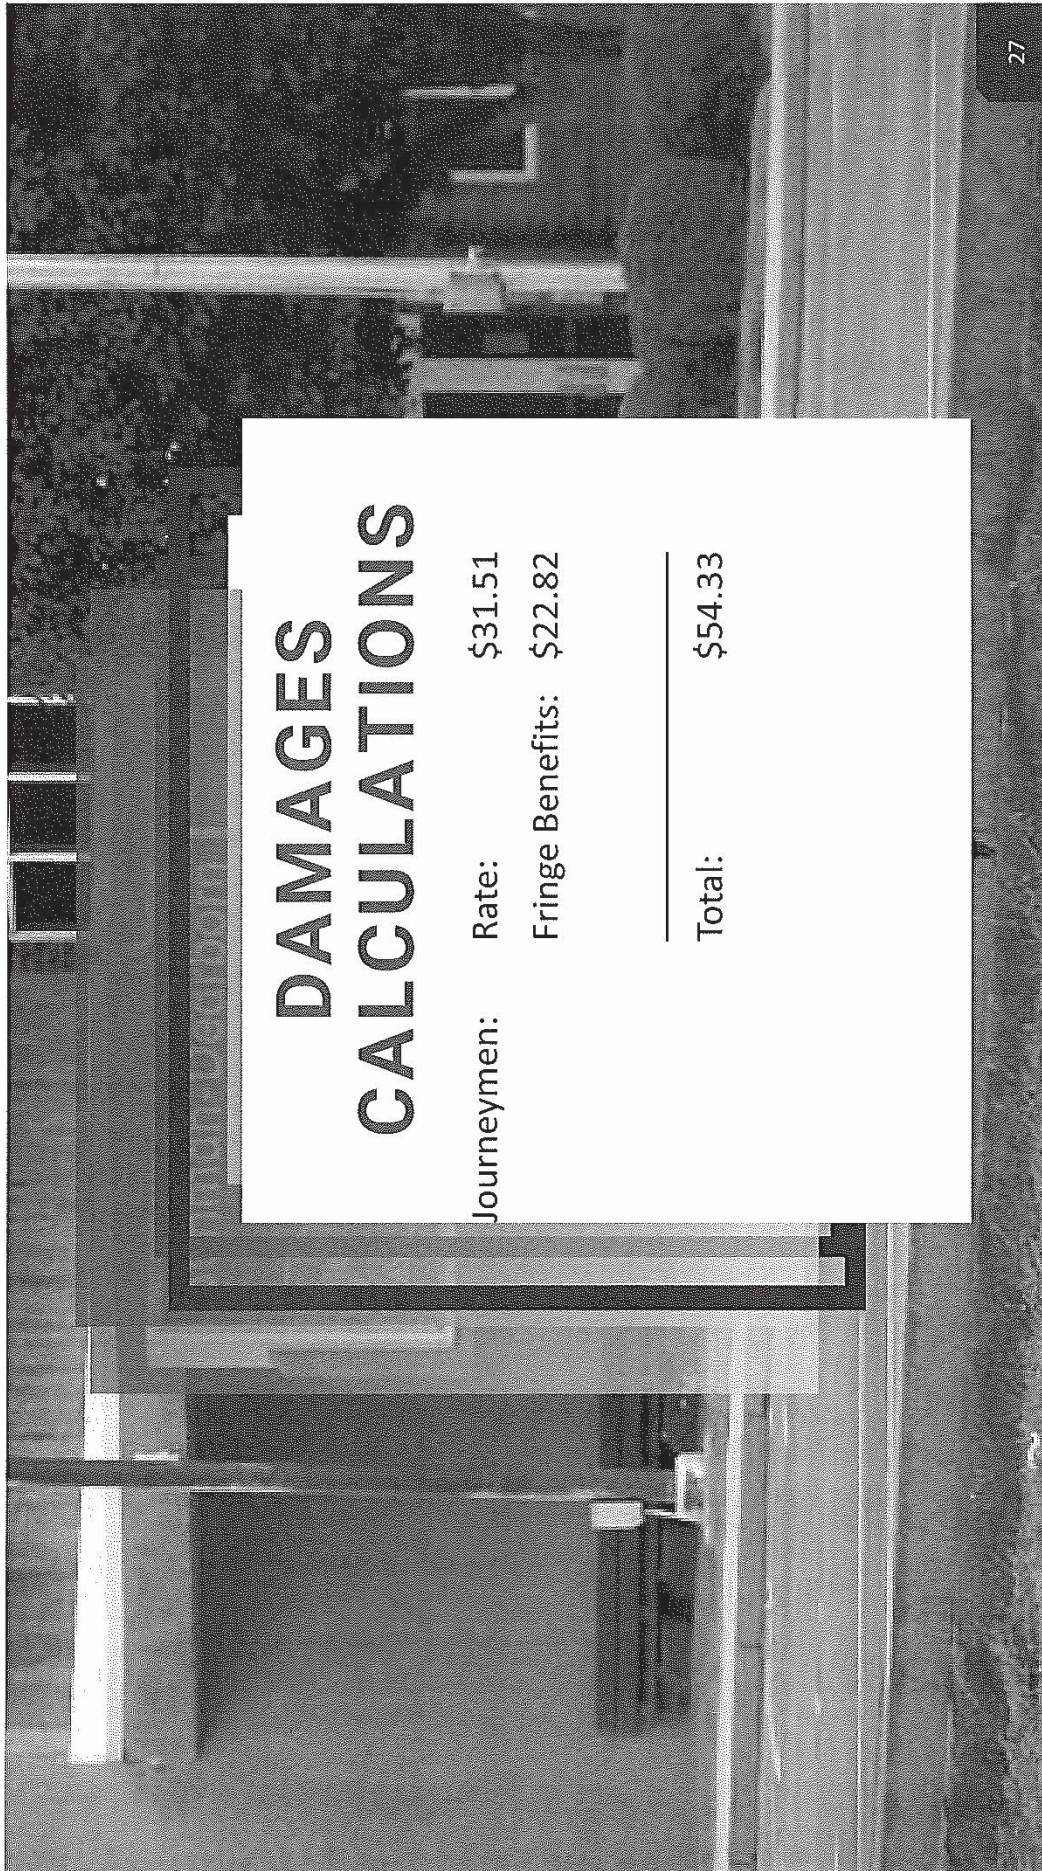 DAMAGES
CALCULATIONS
Journeymen: Rate: $31.51
Fringe Benefits: $22.82
Total: $54.33
27